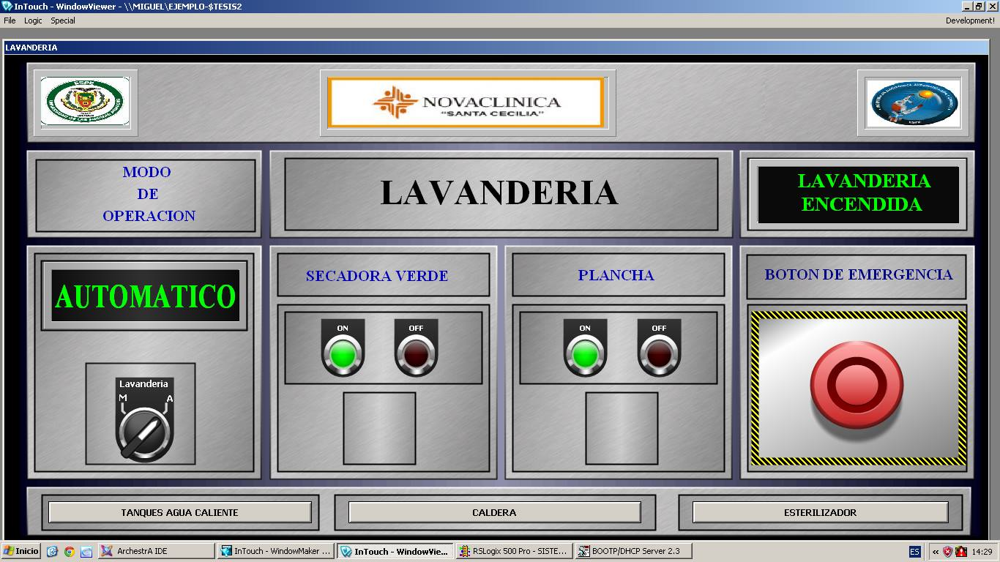 InTouch - WindowViewer - \\MIGUEL\EJEMPLO-$TESIS2
File Logic Special Development!
LAVANDERIA
ESPE
NOVACLINICA
"SANTA CECILIA"
MODO
DE
OPERACION
LAVANDERIA
LAVANDERIA
ENCENDIDA
AUTOMATICO
Lavanderia
M A
SECADORA VERDE
ON OFF
PLANCHA
ON OFF
BOTON DE EMERGENCIA
TANQUES AGUA CALIENTE
CALDERA
ESTERILIZADOR
Inicio
ArchestrA IDE
InTouch - WindowMaker ...
InTouch - WindowVie...
RSLogix 500 Pro - SISTE...
BOOTP/DHCP Server 2.3
ES
«
14:29